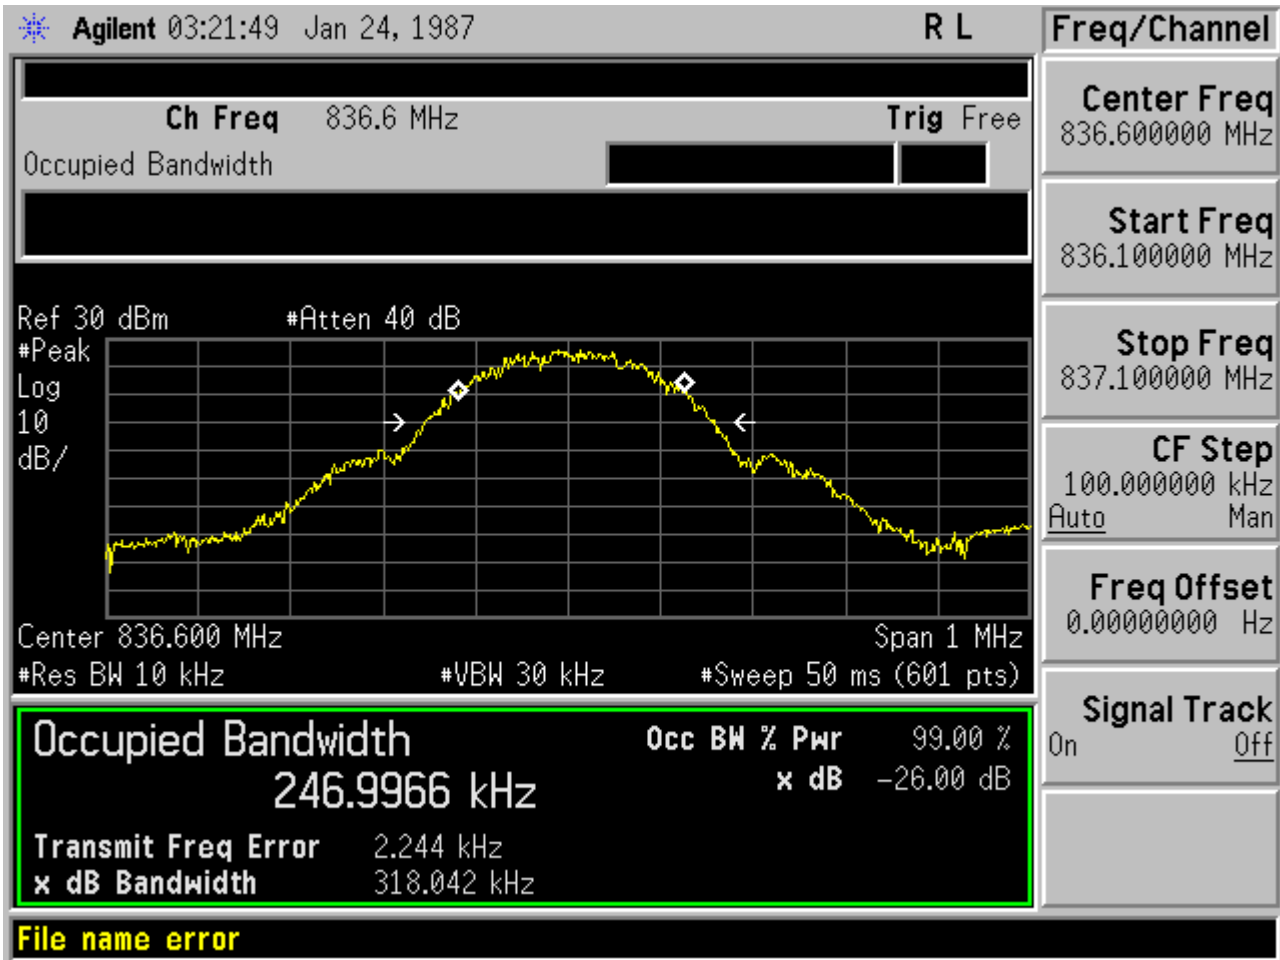 Agilent 03:21:49 Jan 24, 1987 R L
Freq/Channel
Ch Freq 836.6 MHz Trig Free
Occupied Bandwidth
Center Freq
836.600000 MHz
Start Freq
836.100000 MHz
Stop Freq
837.100000 MHz
CF Step
100.000000 kHz
Auto Man
Freq Offset
0.00000000 Hz
Signal Track
On Off
Ref 30 dBm #Atten 40 dB
#Peak
Log
10
dB/
Center 836.600 MHz Span 1 MHz
#Res BW 10 kHz #VBW 30 kHz #Sweep 50 ms (601 pts)
Occupied Bandwidth
246.9966 kHz
Occ BW % Pwr 99.00 %
x dB -26.00 dB
Transmit Freq Error 2.244 kHz
x dB Bandwidth 318.042 kHz
File name error